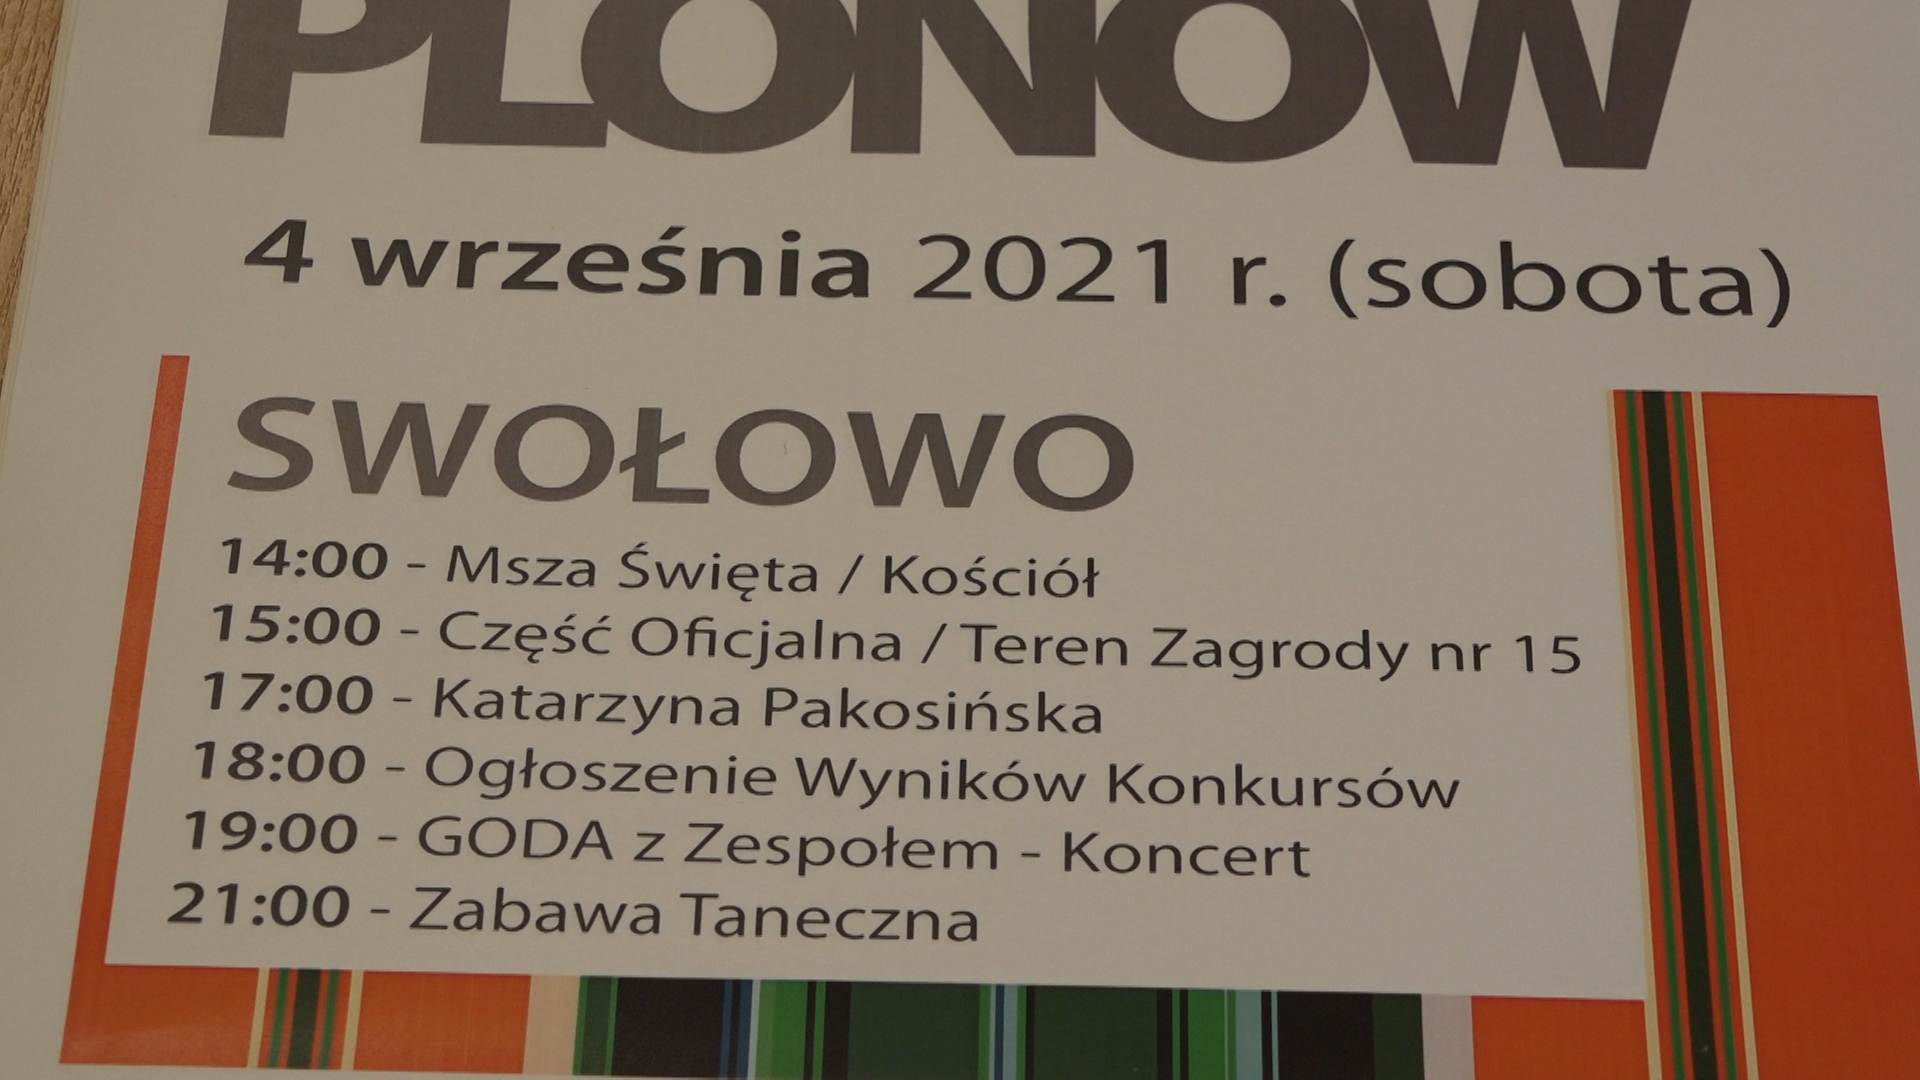 PLONÓW
4 września 2021 r. (sobota)
SWOŁOWO
14:00 - Msza Święta / Kościół
15:00 - Część Oficjalna / Teren Zagrody nr 15
17:00 - Katarzyna Pakosińska
18:00 - Ogłoszenie Wyników Konkursów
19:00 - GODA z Zespołem - Koncert
21:00 - Zabawa Taneczna